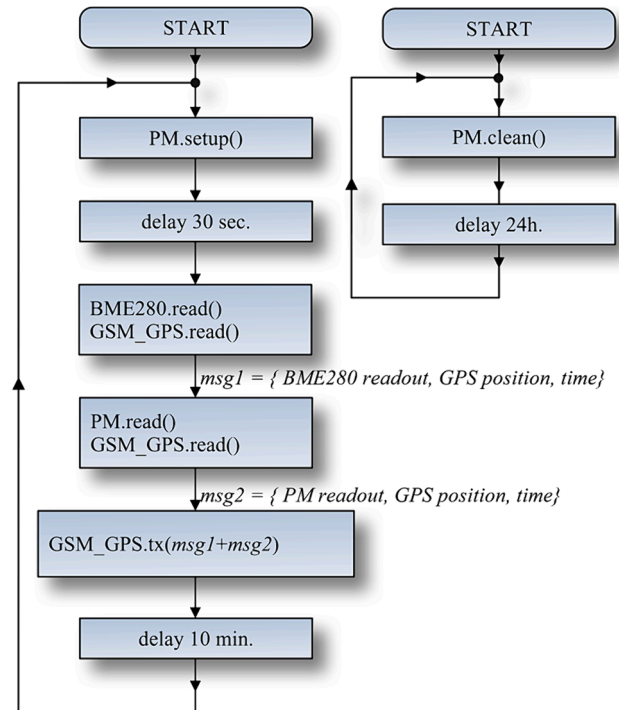 START
PM.setup()
delay 30 sec.
BME280.read()
GSM_GPS.read()
msg1 = { BME280 readout, GPS position, time}
PM.read()
GSM_GPS.read()
msg2 = { PM readout, GPS position, time}
GSM_GPS.tx(msg1+msg2)
delay 10 min.
START
PM.clean()
delay 24h.